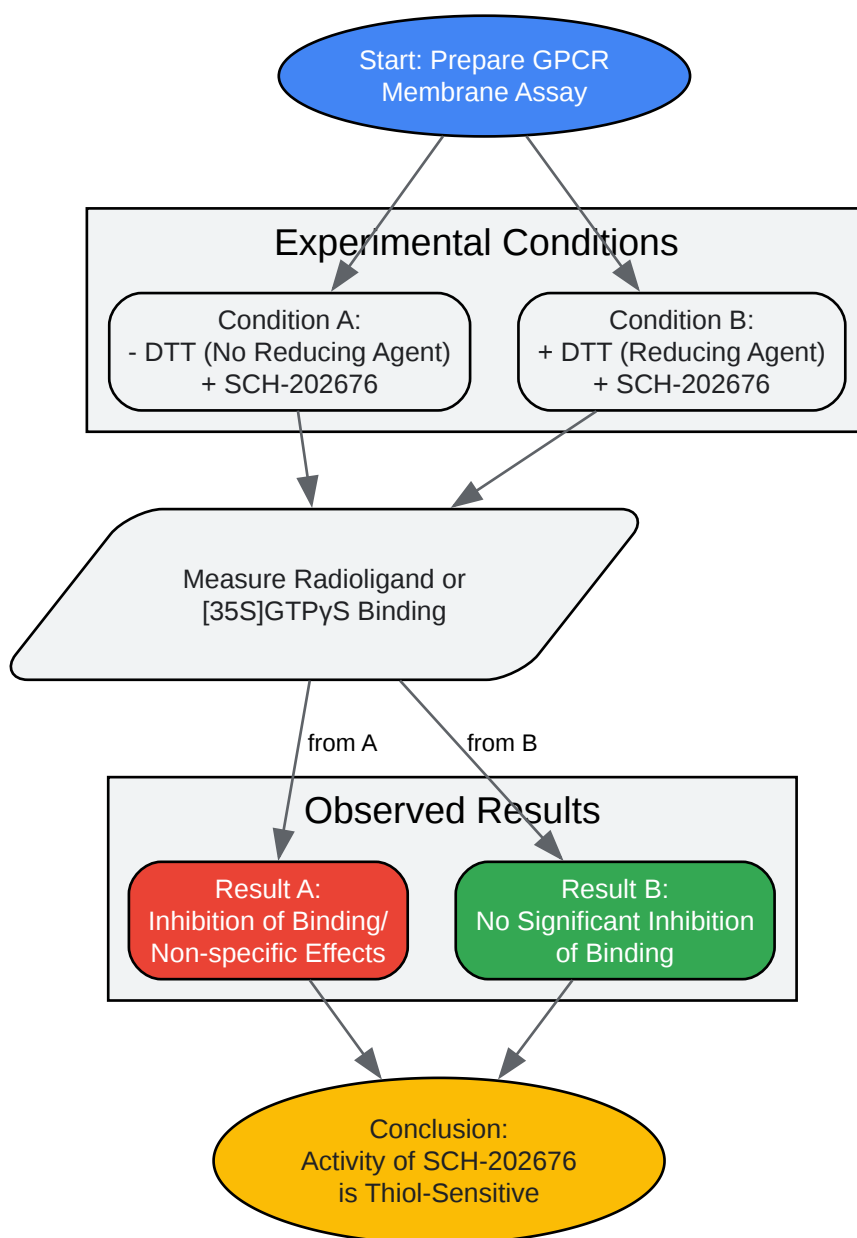 Start: Prepare GPCR
Membrane Assay
Experimental Conditions
Condition A:
- DTT (No Reducing Agent)
+ SCH-202676
Condition B:
+ DTT (Reducing Agent)
+ SCH-202676
Measure Radioligand or
[35S]GTPγS Binding
from A
from B
Observed Results
Result A:
Inhibition of Binding/
Non-specific Effects
Result B:
No Significant Inhibition
of Binding
Conclusion:
Activity of SCH-202676
is Thiol-Sensitive